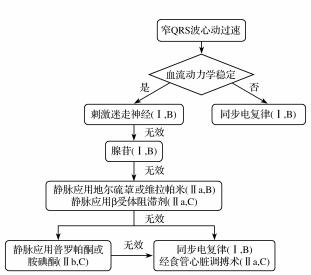 窄QRS波心动过速
血流动力学稳定
是
否
刺激迷走神经(Ⅰ,B)
同步电复律(Ⅰ,B)
无效
腺苷(Ⅰ,B)
无效
静脉应用地尔硫䓬或维拉帕米(Ⅱa,B)
静脉应用β受体阻滞剂(Ⅱa,C)
无效
静脉应用普罗帕酮或
胺碘酮(Ⅱb,C)
无效
同步电复律(Ⅰ,B)
经食管心脏调搏术(Ⅱa,C)